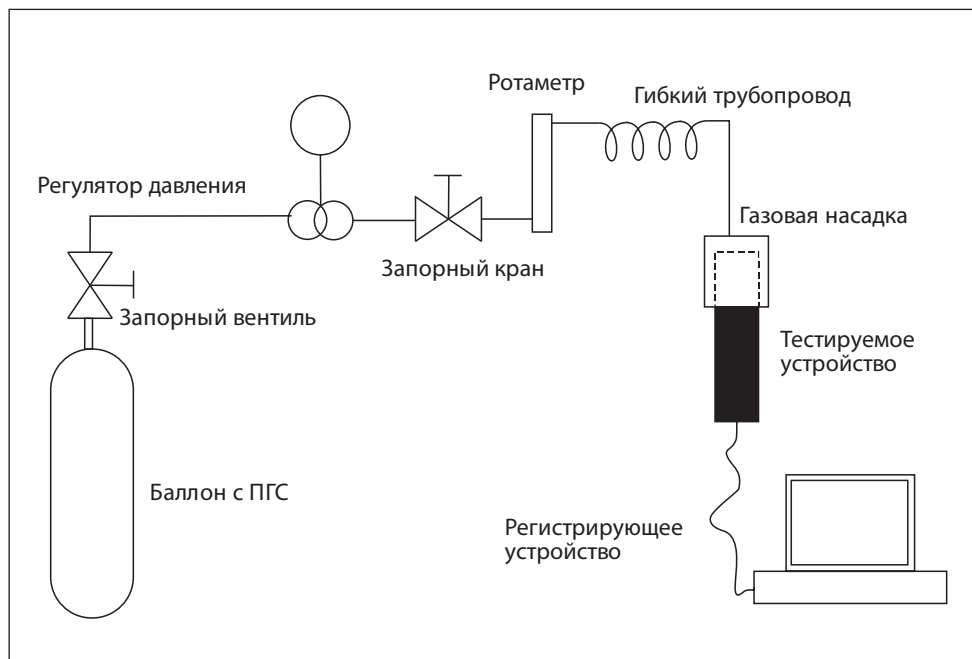 Ротаметр
Гибкий трубопровод
Регулятор давления
Газовая насадка
Запорный кран
Запорный вентиль
Тестируемое
устройство
Баллон с ПГС
Регистрирующее
устройство